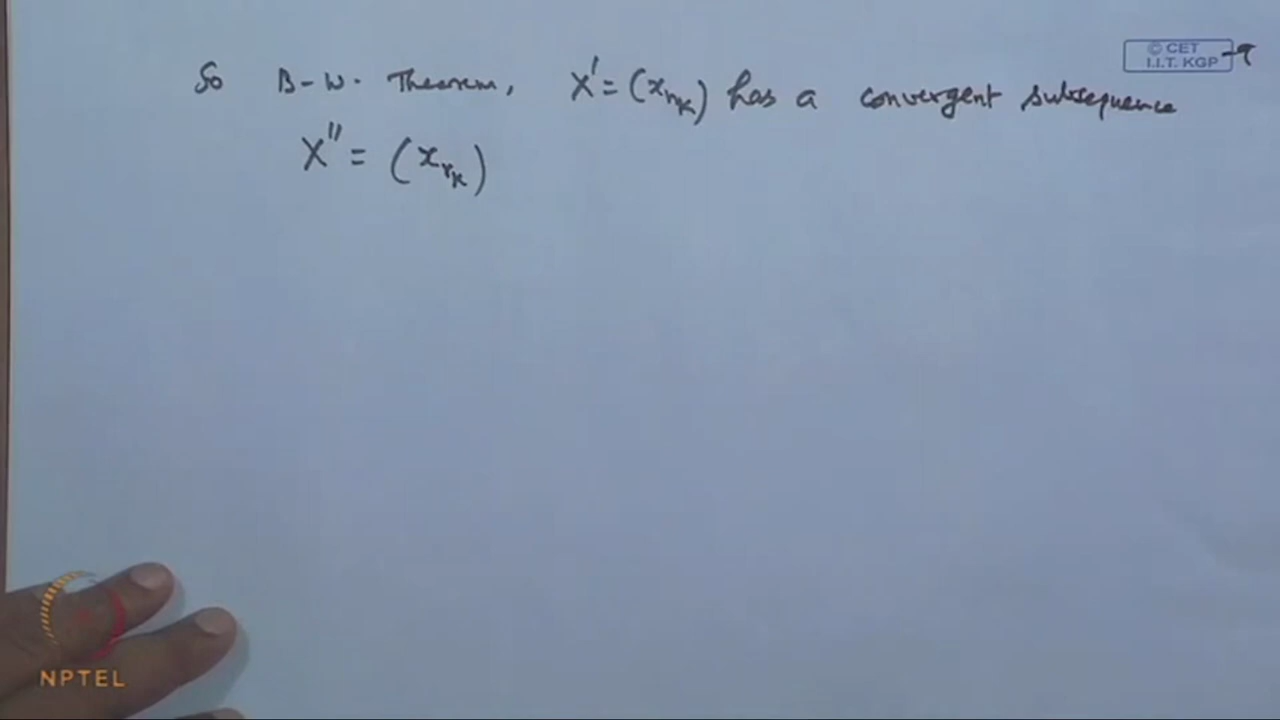 © CET
I.I.T. KGP
So B-W. Theorem, X' = (x_{n_k}) has a convergent subsequence
X'' = (x_{r_k})
NPTEL